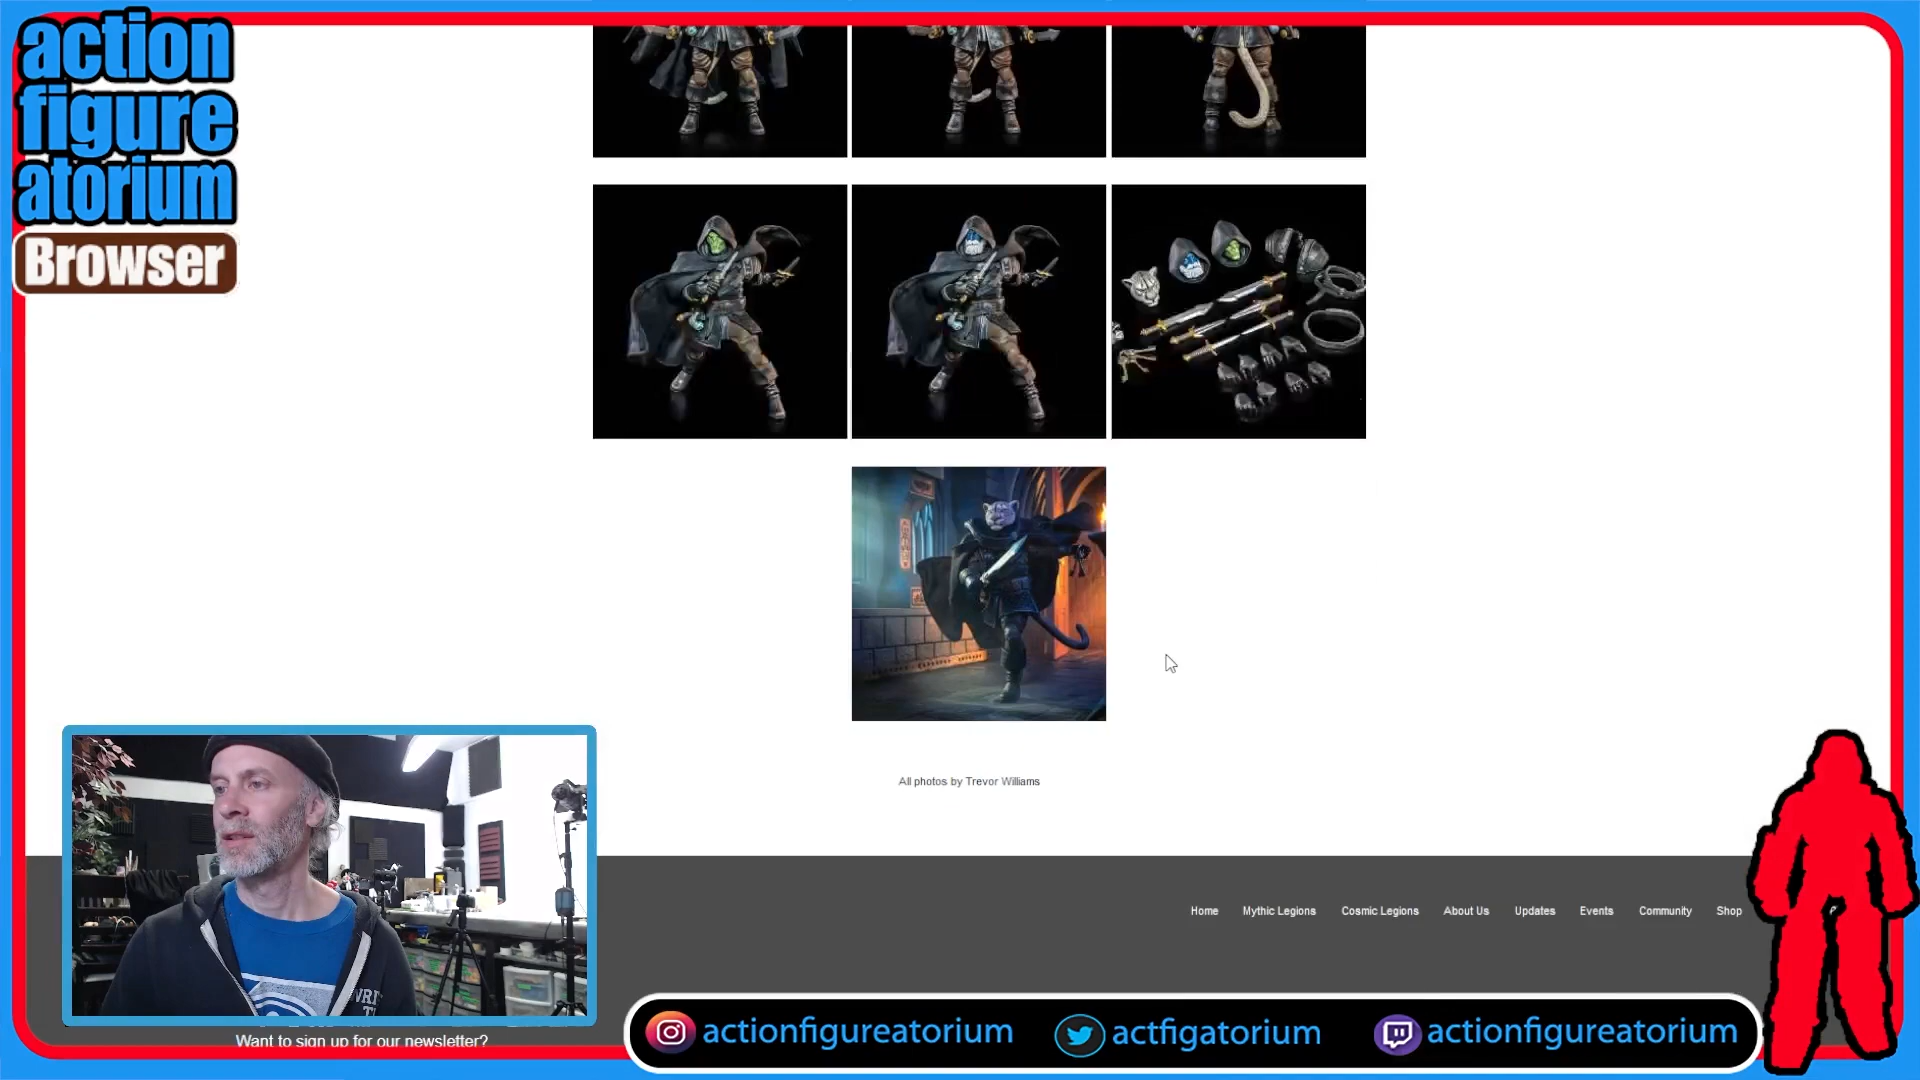 action
figure
atorium
Browser
All photos by Trevor Williams
Home Mythic Legions Cosmic Legions About Us Updates Events Community Shop
Want to sign up for our newsletter?
actionfigureatorium actfigatorium actionfigureatorium